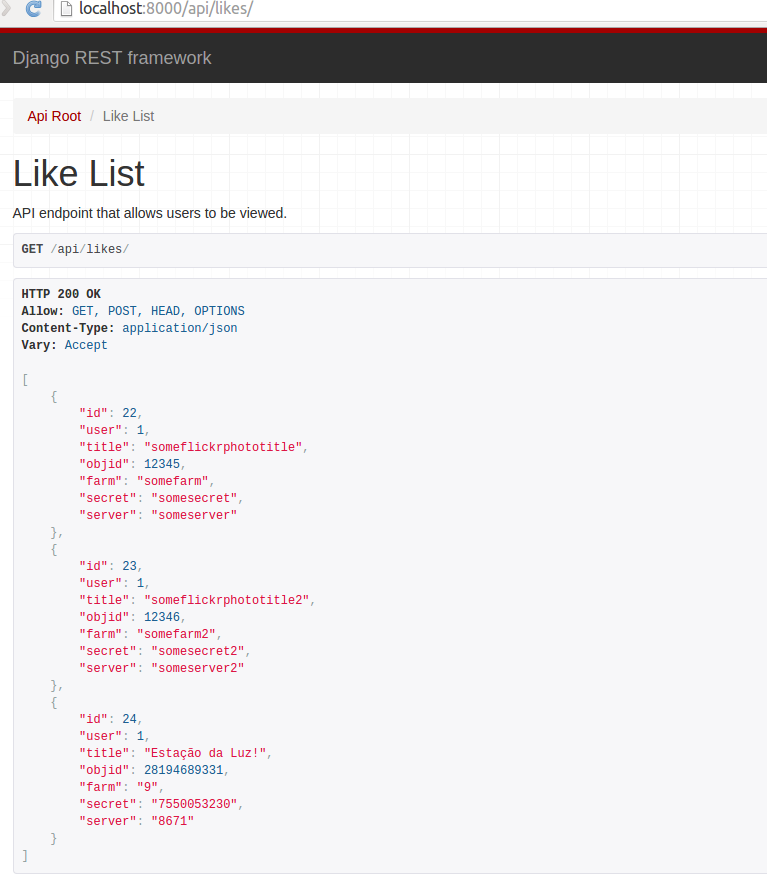 localhost:8000/api/likes/
Django REST framework
Api Root / Like List
Like List
API endpoint that allows users to be viewed.
GET /api/likes/
HTTP 200 OK
Allow: GET, POST, HEAD, OPTIONS
Content-Type: application/json
Vary: Accept
[
    {
        "id": 22,
        "user": 1,
        "title": "someflickrphototitle",
        "objid": 12345,
        "farm": "somefarm",
        "secret": "somesecret",
        "server": "someserver"
    },
    {
        "id": 23,
        "user": 1,
        "title": "someflickrphototitle2",
        "objid": 12346,
        "farm": "somefarm2",
        "secret": "somesecret2",
        "server": "someserver2"
    },
    {
        "id": 24,
        "user": 1,
        "title": "Estação da Luz!",
        "objid": 28194689331,
        "farm": "9",
        "secret": "7550053230",
        "server": "8671"
    }
]